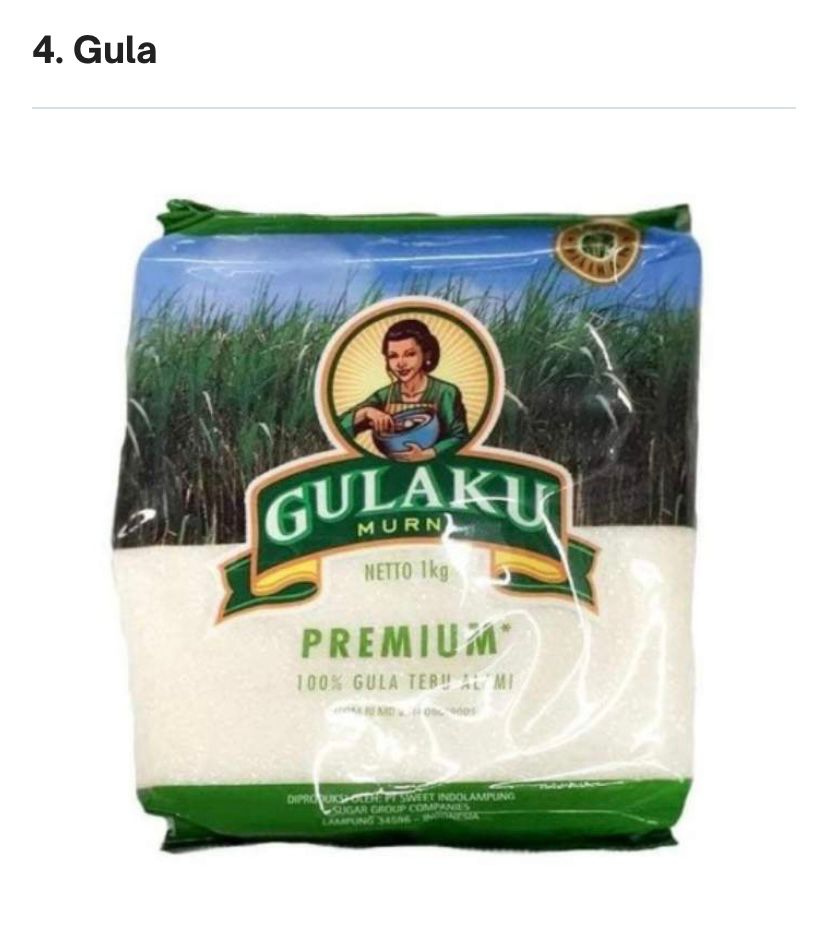 4. Gula
GULAKU
MURNI
NETTO 1kg
PREMIUM*
100% GULA TEBU ALAMI
DIPRODUKSI OLEH: PT SWEET INDOLAMPUNG
SUGAR GROUP COMPANIES
LAMPUNG 34596 - INDONESIA